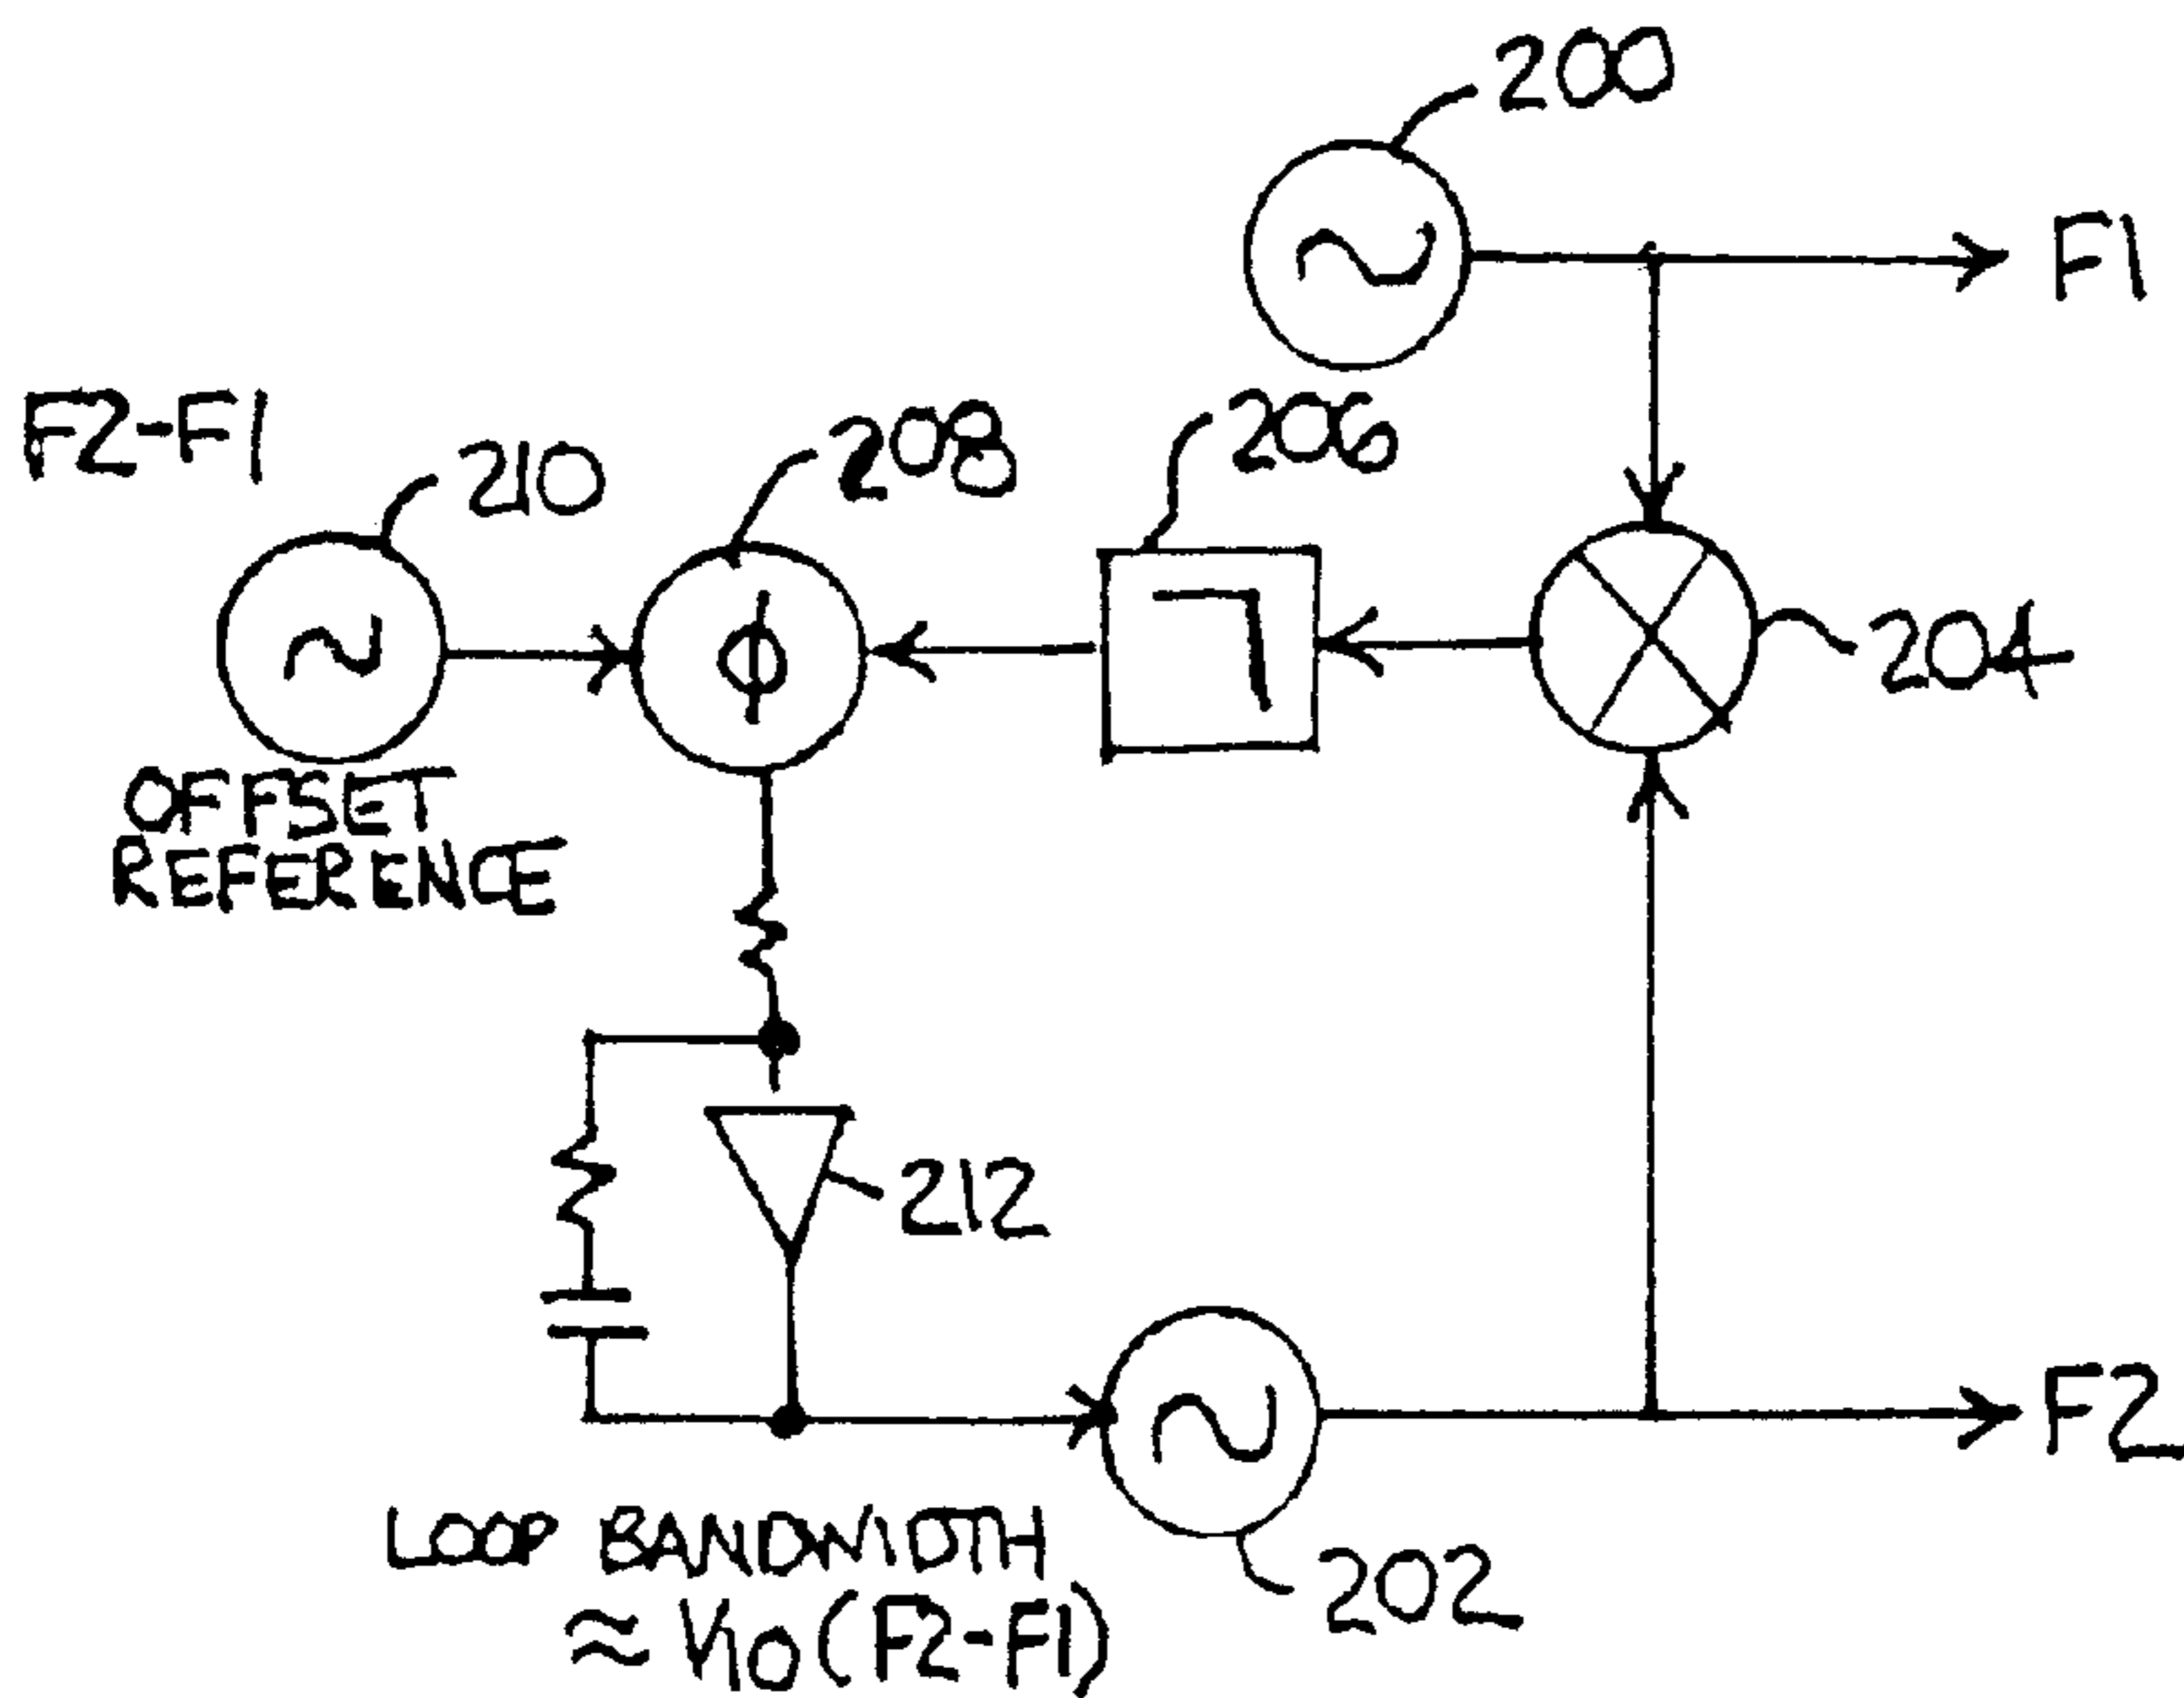 200
F1
F2-F1
210
208
206
204
OFFSET
REFERENCE
212
F2
LOOP BANDWIDTH
≈ 1/10 (F2-F1)
202